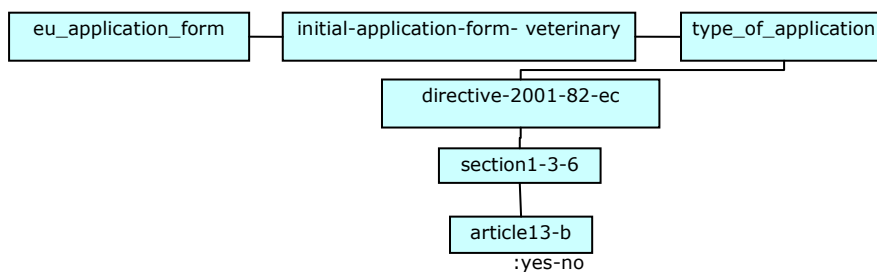 eu_application_form
initial-application-form- veterinary
type_of_application
directive-2001-82-ec
section1-3-6
article13-b
:yes-no